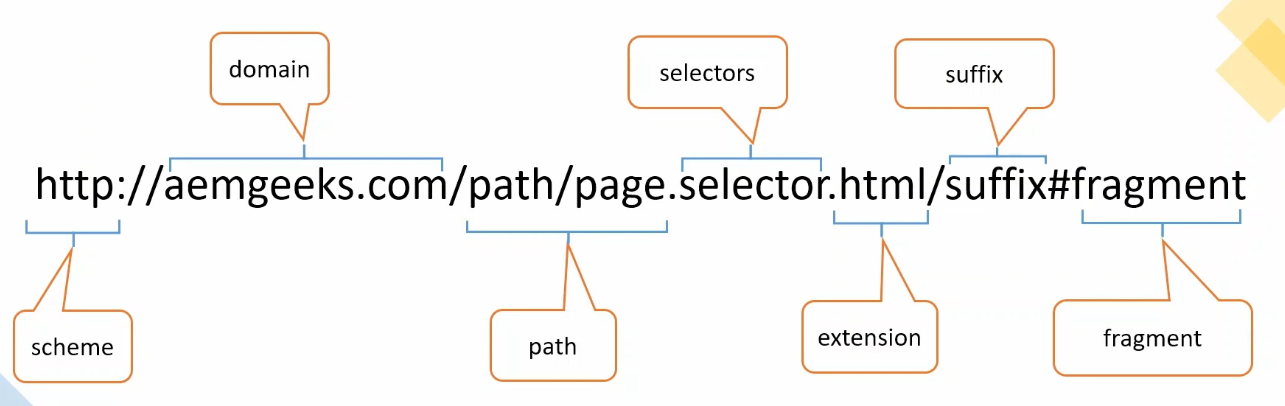 domain
selectors
suffix
http://aemgeeks.com/path/page.selector.html/suffix#fragment
scheme
path
extension
fragment